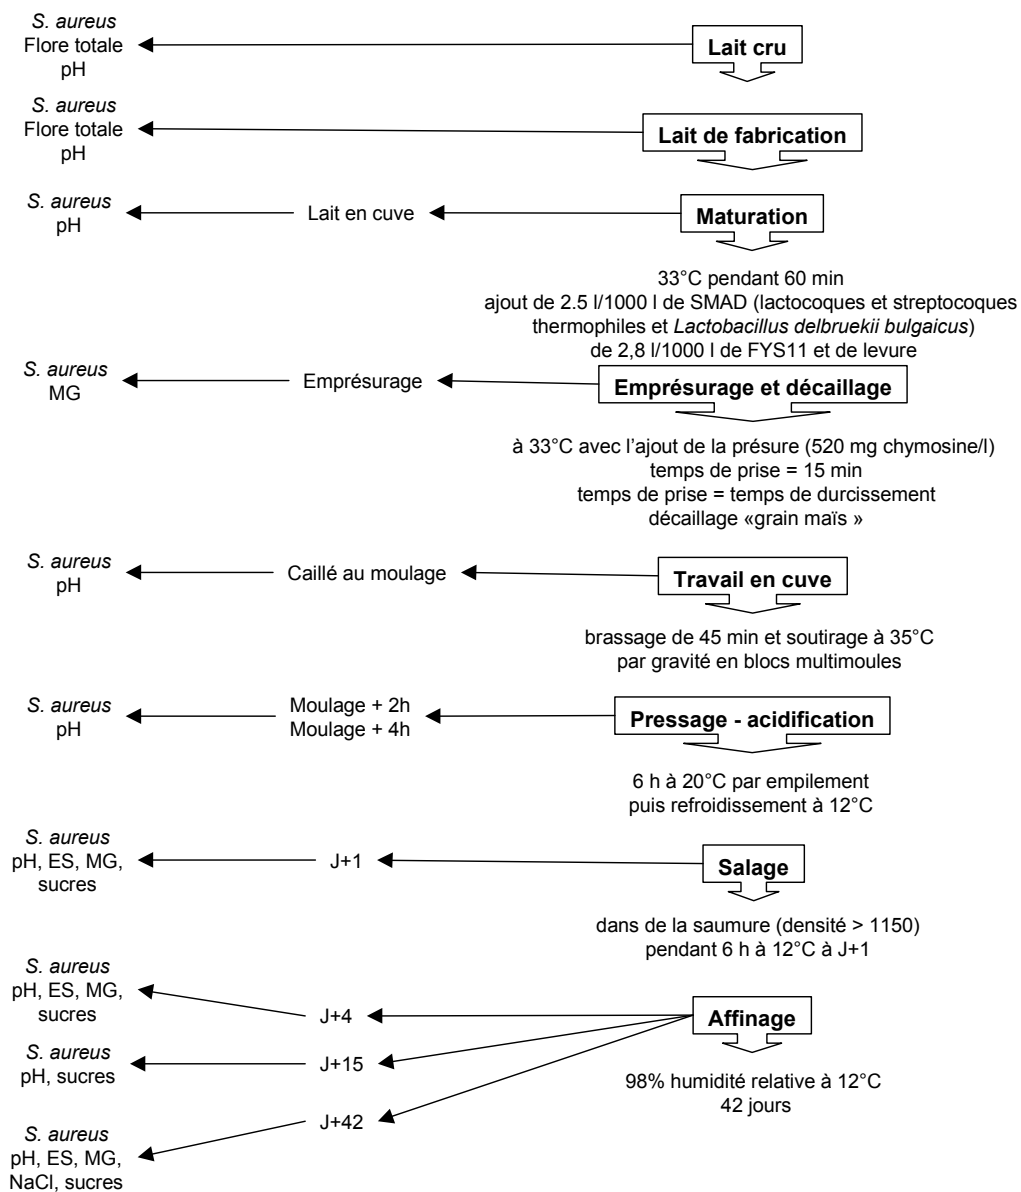 S. aureus
Flore totale
pH
Lait cru
S. aureus
Flore totale
pH
Lait de fabrication
S. aureus
pH
Lait en cuve
Maturation
33°C pendant 60 min
ajout de 2.5 l/1000 l de SMAD (lactocoques et streptocoques
thermophiles et Lactobacillus delbruekii bulgaicus)
de 2,8 l/1000 l de FYS11 et de levure
S. aureus
MG
Emprésurage
Emprésurage et décaillage
à 33°C avec l'ajout de la présure (520 mg chymosine/l)
temps de prise = 15 min
temps de prise = temps de durcissement
décaillage «grain maïs »
S. aureus
pH
Caillé au moulage
Travail en cuve
brassage de 45 min et soutirage à 35°C
par gravité en blocs multimoules
S. aureus
pH
Moulage + 2h
Moulage + 4h
Pressage - acidification
6 h à 20°C par empilement
puis refroidissement à 12°C
S. aureus
pH, ES, MG,
sucres
J+1
Salage
dans de la saumure (densité > 1150)
pendant 6 h à 12°C à J+1
S. aureus
pH, ES, MG,
sucres
J+4
Affinage
S. aureus
pH, sucres
J+15
98% humidité relative à 12°C
42 jours
J+42
S. aureus
pH, ES, MG,
NaCl, sucres